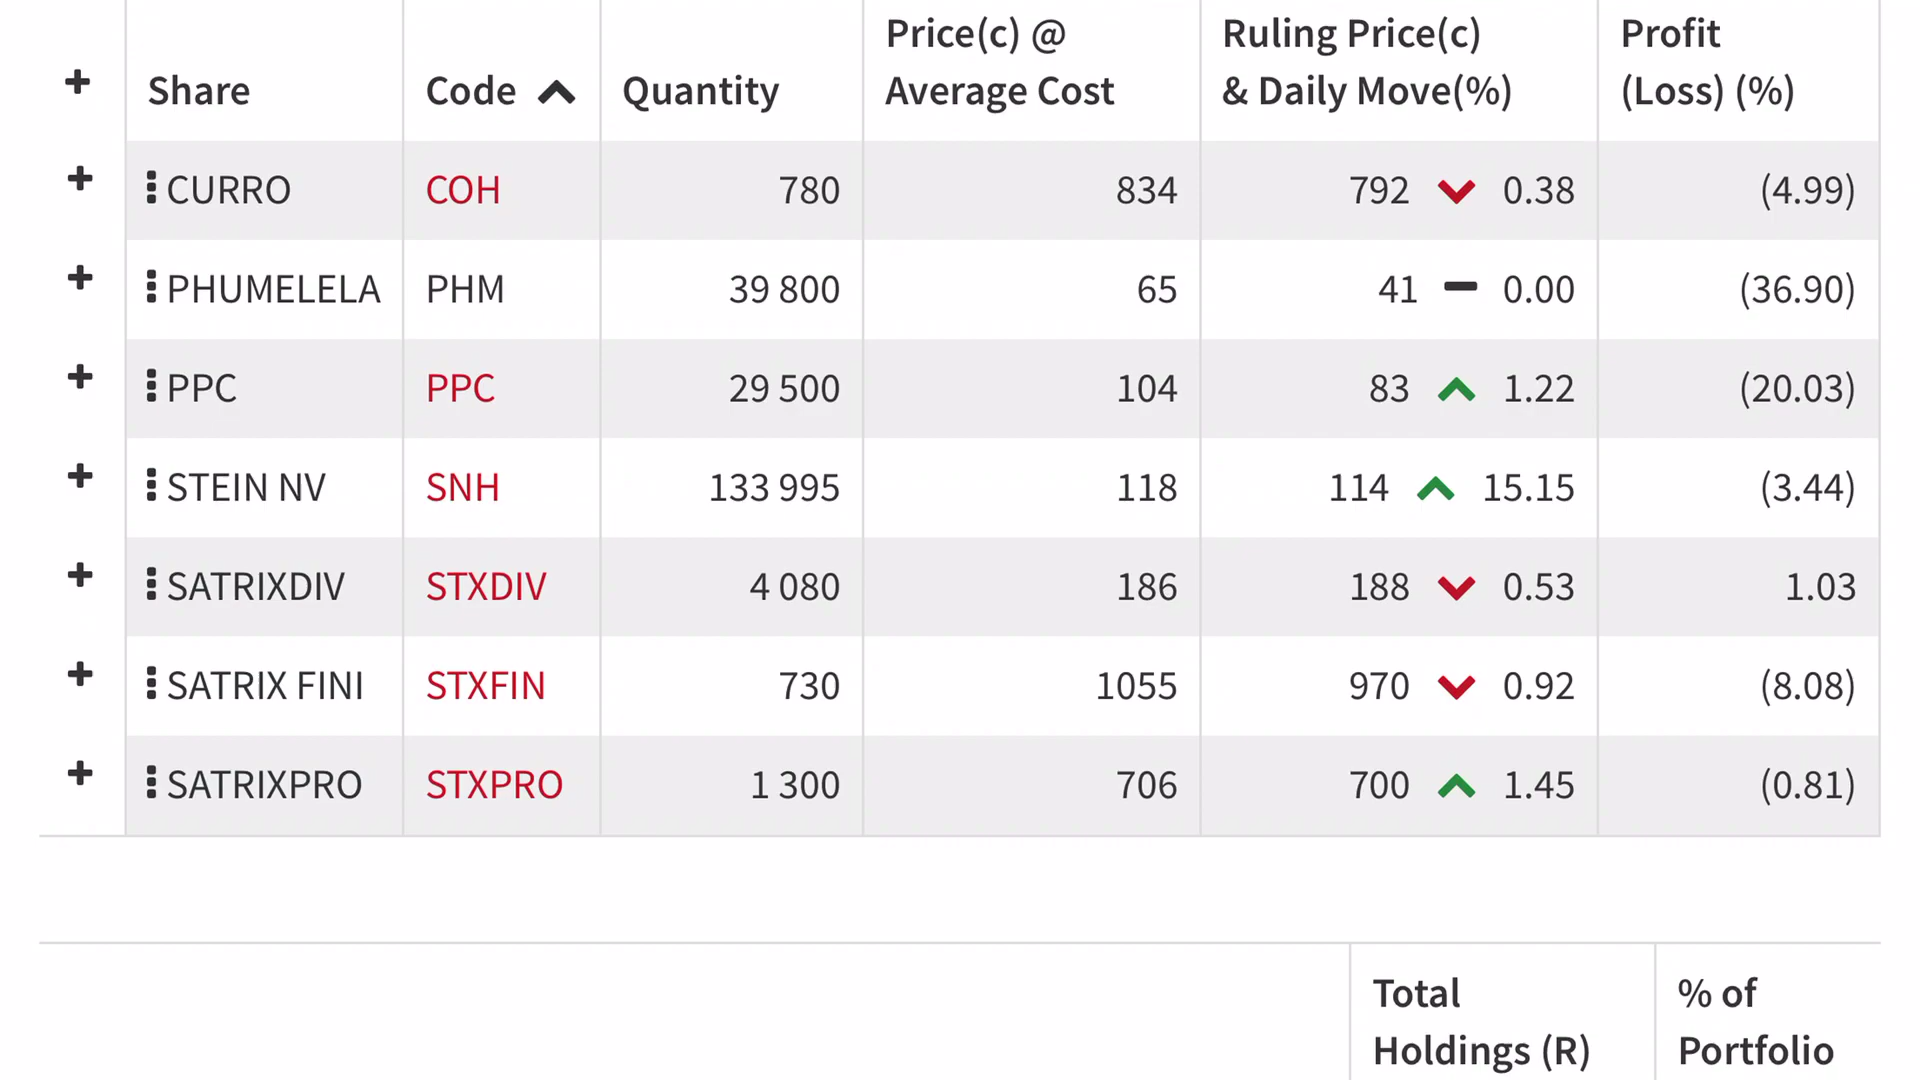 Share Code Quantity Price(c) @ Average Cost Ruling Price(c) & Daily Move(%) Profit (Loss) (%)
CURRO COH 780 834 792 0.38 (4.99)
PHUMELELA PHM 39 800 65 41 0.00 (36.90)
PPC PPC 29 500 104 83 1.22 (20.03)
STEIN NV SNH 133 995 118 114 15.15 (3.44)
SATRIXDIV STXDIV 4 080 186 188 0.53 1.03
SATRIX FINI STXFIN 730 1055 970 0.92 (8.08)
SATRIXPRO STXPRO 1 300 706 700 1.45 (0.81)
Total Holdings (R) % of Portfolio